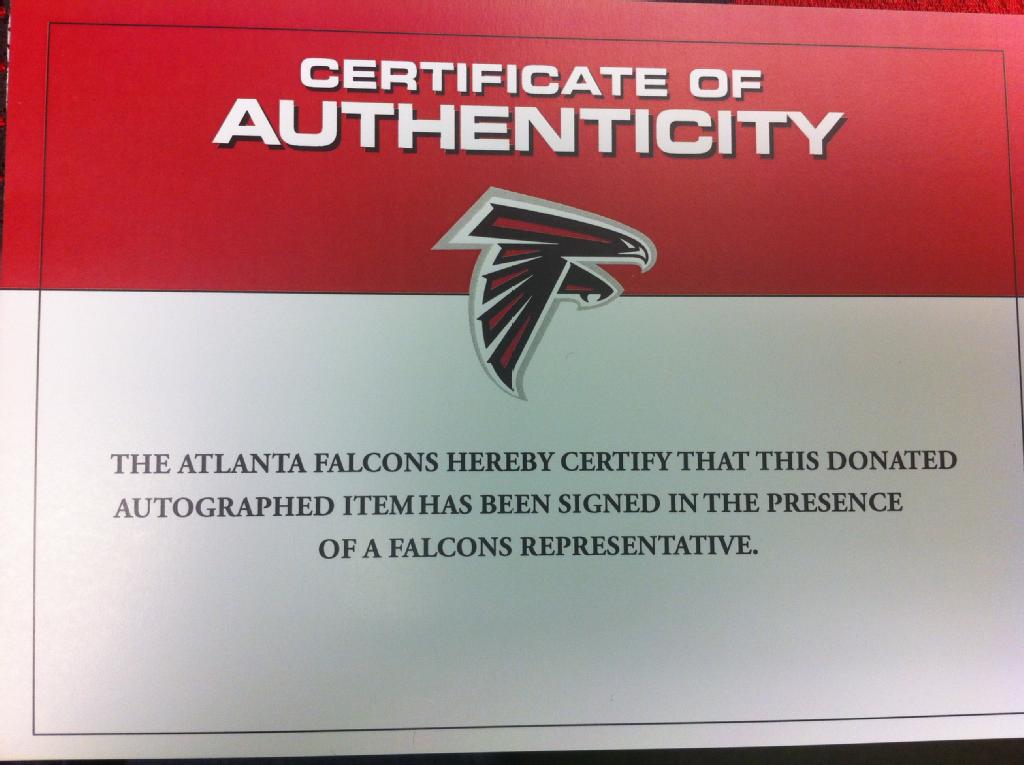 CERTIFICATE OF
AUTHENTICITY
THE ATLANTA FALCONS HEREBY CERTIFY THAT THIS DONATED
AUTOGRAPHED ITEM HAS BEEN SIGNED IN THE PRESENCE
OF A FALCONS REPRESENTATIVE.